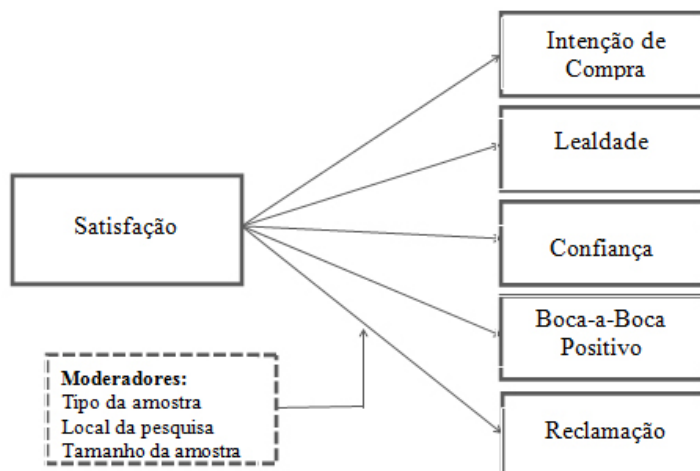 Intenção de
Compra
Lealdade
Satisfação
Confiança
Boca-a-Boca
Positivo
Moderadores:
Tipo da amostra
Local da pesquisa
Tamanho da amostra
Reclamação